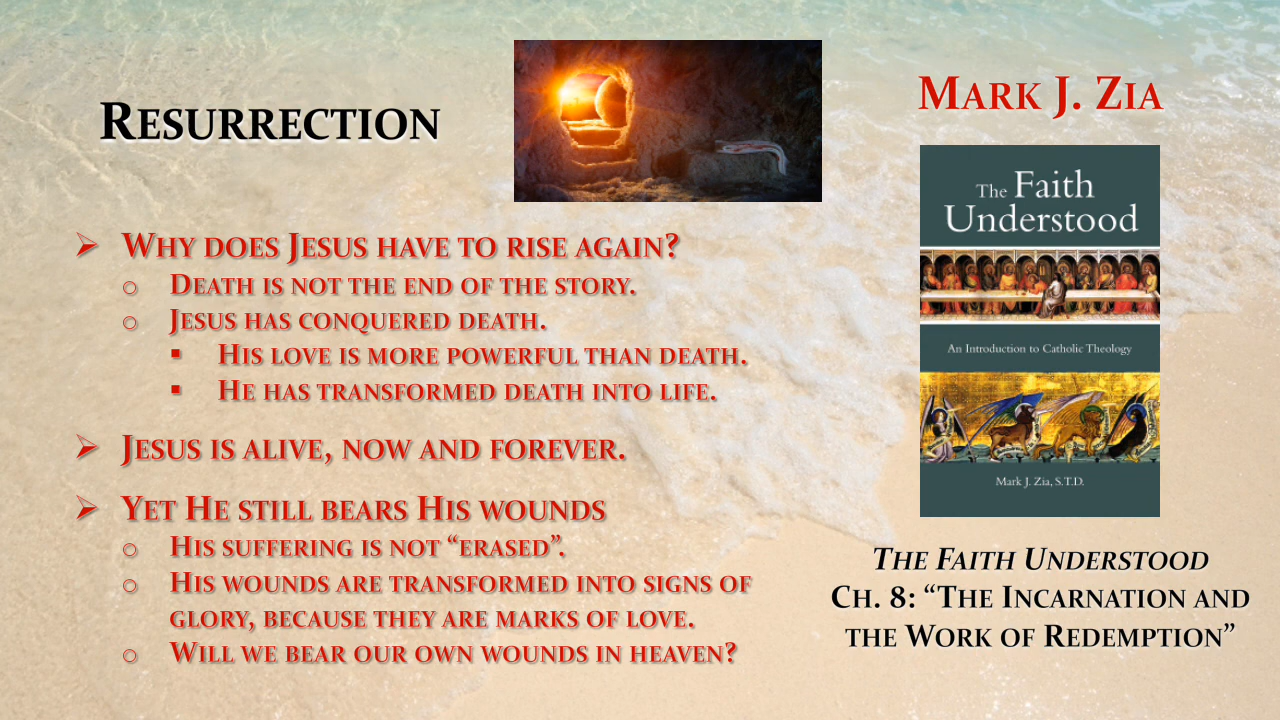 Resurrection
➢ Why does Jesus have to rise again?
o Death is not the end of the story.
o Jesus has conquered death.
▪ His love is more powerful than death.
▪ He has transformed death into life.
➢ Jesus is alive, now and forever.
➢ Yet He still bears His wounds
o His suffering is not “erased”.
o His wounds are transformed into signs of
glory, because they are marks of love.
o Will we bear our own wounds in heaven?
Mark J. Zia
The Faith
Understood
An Introduction to Catholic Theology
Mark J. Zia, S.T.D.
The Faith Understood
Ch. 8: “The Incarnation and
the Work of Redemption”